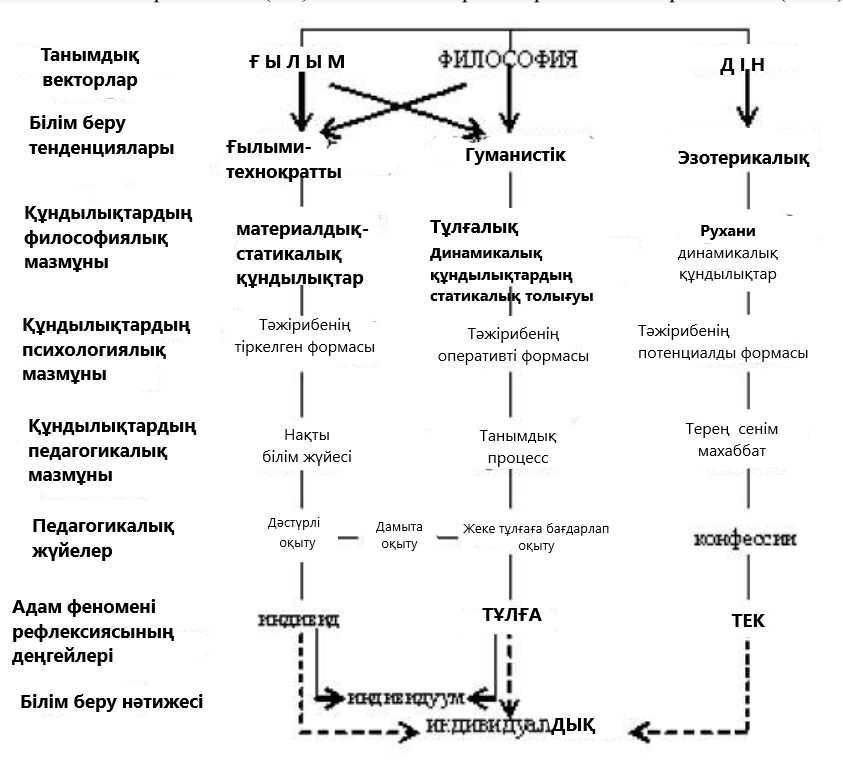 Танымдық
векторлар
Ғ Ы Л Ы М
ФИЛОСОФИЯ
Д І Н
Білім беру
тенденциялары
Ғылыми-
технократты
Гуманистік
Эзотерикалық
Құндылықтардың
философиялық
мазмұны
материалдық-
статикалық
құндылықтар
Тұлғалық
Динамикалық
құндылықтардың
статикалық толығуы
Рухани
динамикалық
құндылықтар
Құндылықтардың
психологиялық
мазмұны
Тәжірибенің
тіркелген формасы
Тәжірибенің
оперативті формасы
Тәжірибенің
потенциалды формасы
Құндылықтардың
педагогикалық
мазмұны
Нақты
білім жүйесі
Танымдық
процесс
Терең сенім
махаббат
Педагогикалық
жүйелер
Дәстүрлі
оқыту
Дамыта
оқыту
Жеке тұлғаға бағдарлап
оқыту
конфессии
Адам феномені
рефлексиясының
деңгейлері
индивид
ТҰЛҒА
ТЕК
Білім беру нәтижесі
индивидуум
индивидуалДЫҚ